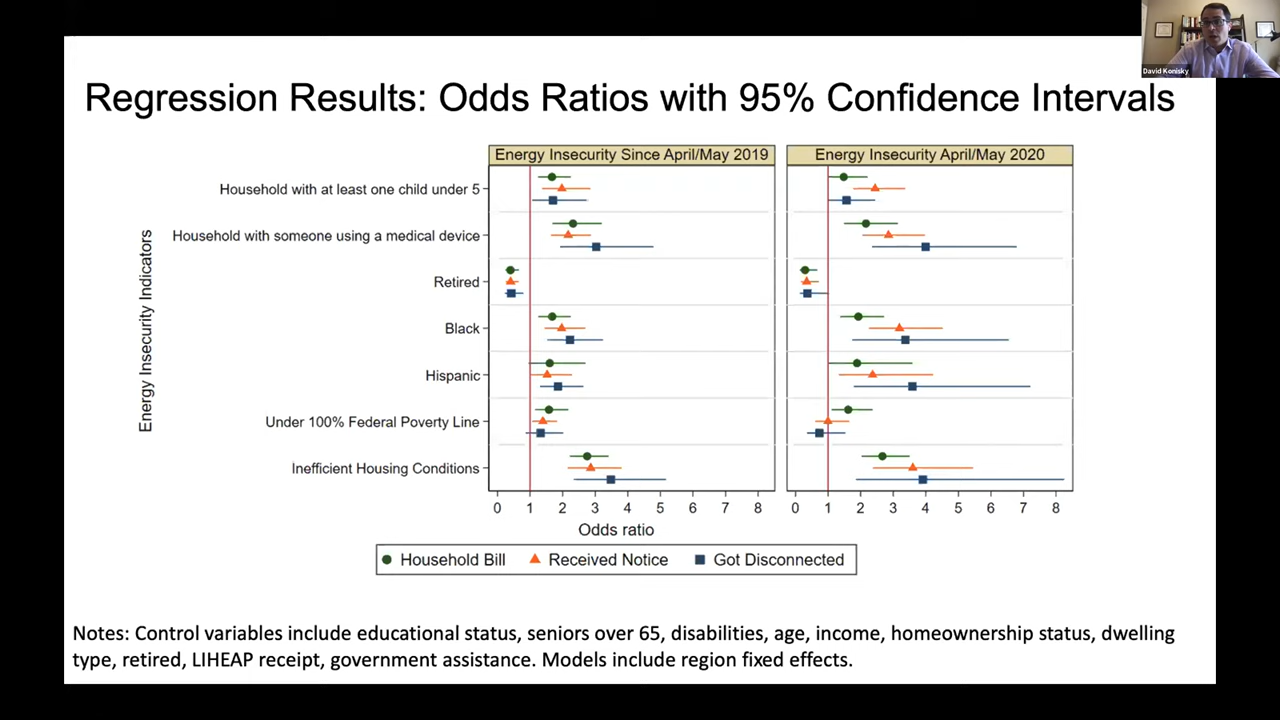 David Konisky
Regression Results: Odds Ratios with 95% Confidence Intervals
Energy Insecurity Since April/May 2019
Energy Insecurity April/May 2020
Energy Insecurity Indicators
Household with at least one child under 5
Household with someone using a medical device
Retired
Black
Hispanic
Under 100% Federal Poverty Line
Inefficient Housing Conditions
0 1 2 3 4 5 6 7 8
0 1 2 3 4 5 6 7 8
Odds ratio
Household Bill Received Notice Got Disconnected
Notes: Control variables include educational status, seniors over 65, disabilities, age, income, homeownership status, dwelling
type, retired, LIHEAP receipt, government assistance. Models include region fixed effects.